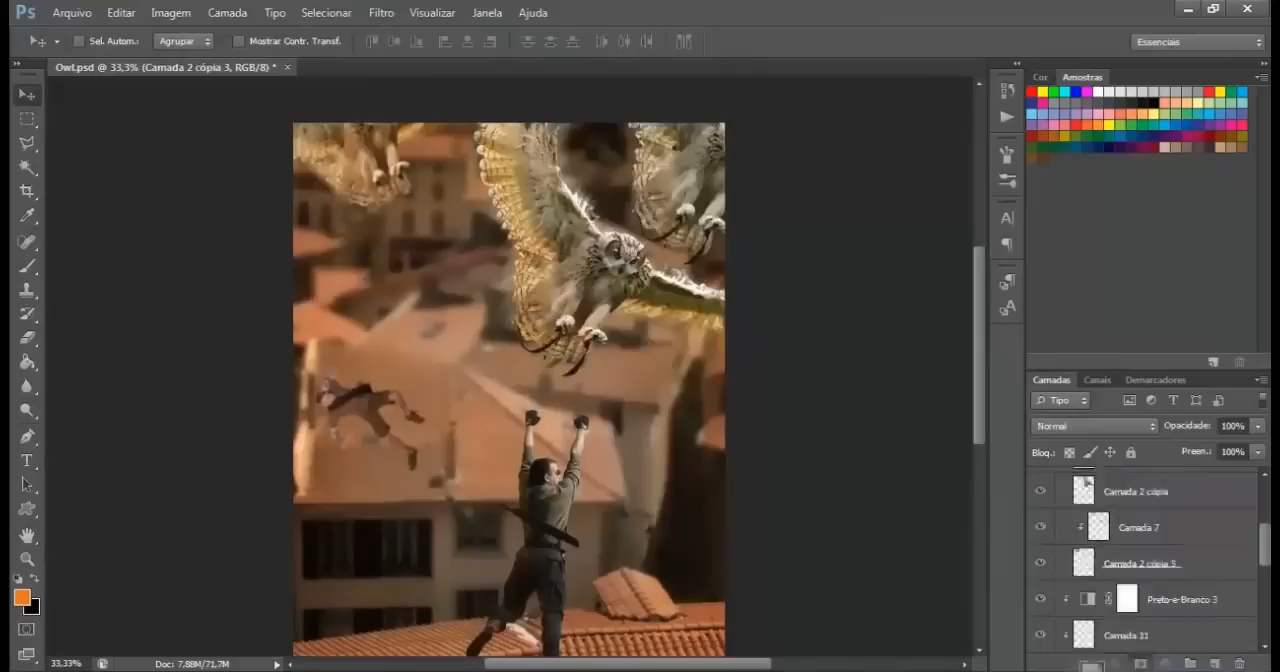 Ps Arquivo Editar Imagem Camada Tipo Selecionar Filtro Visualizar Janela Ajuda
Sel. Autom.: Agrupar Mostrar Contr. Transf. Essenciais
Owl.psd @ 33,3% (Camada 2 cópia 3, RGB/8) * ×
Cor Amostras
Camadas Canais Demarcadores
Tipo
Normal Opacidade: 100%
Bloq.: Preen.: 100%
Camada 2 cópia
Camada 7
Camada 2 cópia 5
Preto-e-Branco 3
Camada 21
33,33% Doc: 7,88M/71,7M